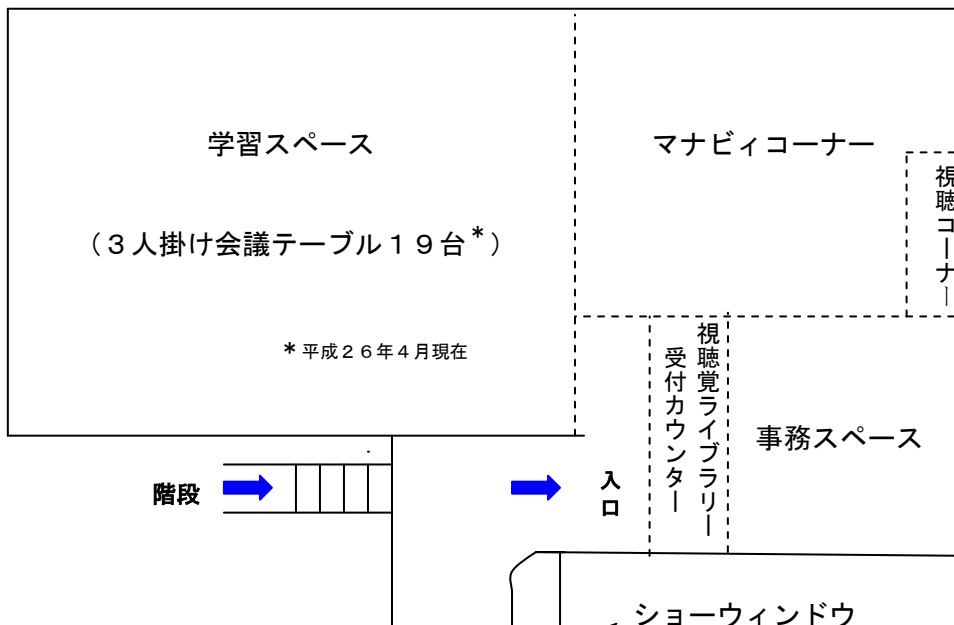 学習スペース
（３人掛け会議テーブル１９台*）
*平成２６年４月現在
マナビィコーナー
視聴コーナー
視聴覚ライブラリー
受付カウンター
事務スペース
階段
入口
ショーウィンドウ